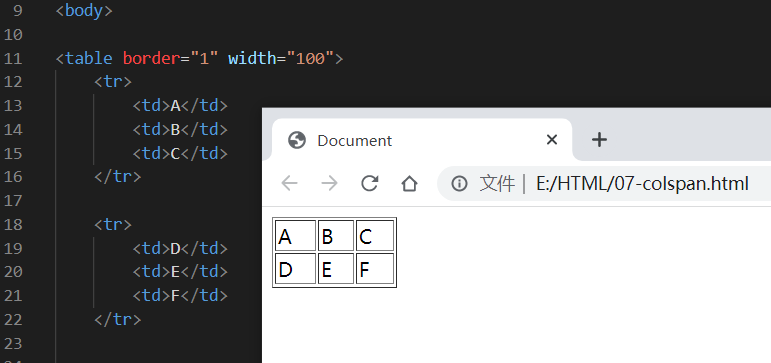 9 <body>
10
11 <table border="1" width="100">
12 <tr>
13 <td>A</td>
14 <td>B</td>
15 <td>C</td>
16 </tr>
17
18 <tr>
19 <td>D</td>
20 <td>E</td>
21 <td>F</td>
22 </tr>
23
Document
文件 | E:/HTML/07-colspan.html
A B C
D E F